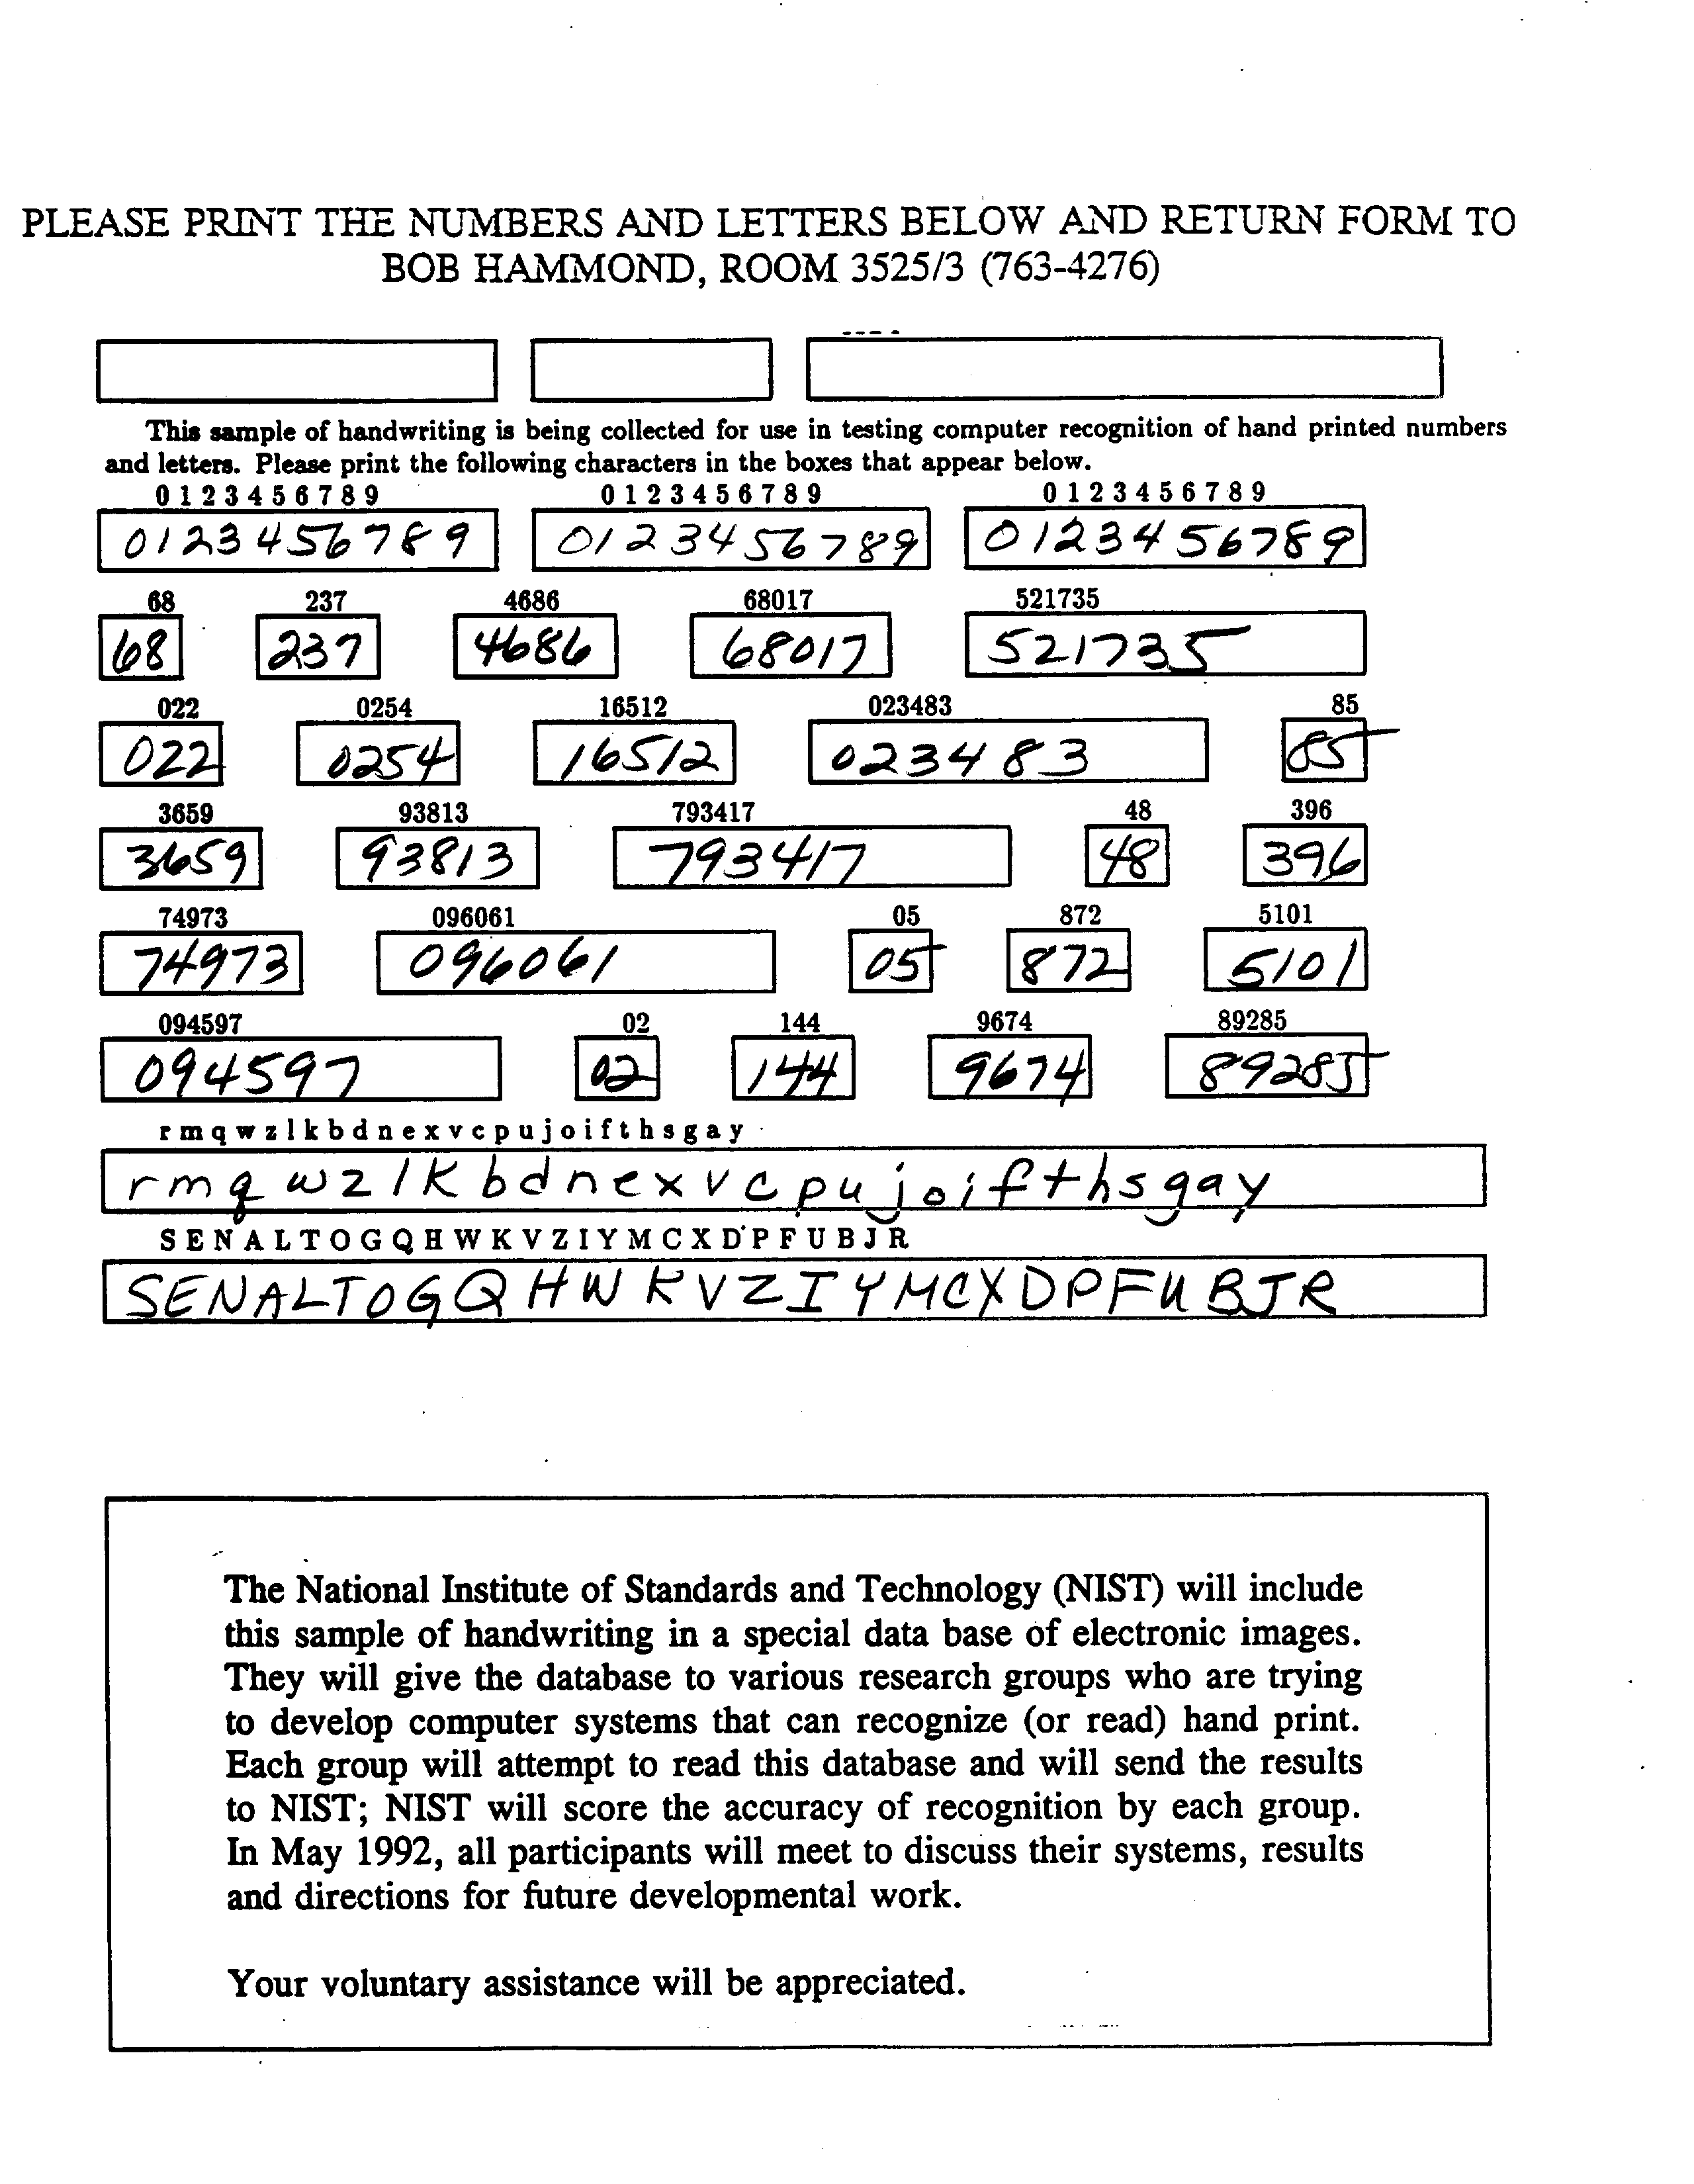 PLEASE PRINT THE NUMBERS AND LETTERS BELOW AND RETURN FORM TO
BOB HAMMOND, ROOM 3525/3 (763-4276)
This sample of handwriting is being collected for use in testing computer recognition of hand printed numbers
and letters. Please print the following characters in the boxes that appear below.
0 1 2 3 4 5 6 7 8 9 0 1 2 3 4 5 6 7 8 9 0 1 2 3 4 5 6 7 8 9
0123456789 0123456789 0123456789
68 237 4686 68017 521735
68 237 4686 68017 521735
022 0254 16512 023483 85
022 0254 16512 023483 85
3659 93813 793417 48 396
3659 93813 793417 48 396
74973 096061 05 872 5101
74973 096061 05 872 5101
094597 02 144 9674 89285
094597 02 144 9674 89285
r m q w z l k b d n e x v c p u j o i f t h s g a y
r m q w z l k b d n e x v c p u j o i f t h s g a y
S E N A L T O G Q H W K V Z I Y M C X D P F U B J R
S E N A L T O G Q H W K V Z I Y M C X D P F U B J R
The National Institute of Standards and Technology (NIST) will include
this sample of handwriting in a special data base of electronic images.
They will give the database to various research groups who are trying
to develop computer systems that can recognize (or read) hand print.
Each group will attempt to read this database and will send the results
to NIST; NIST will score the accuracy of recognition by each group.
In May 1992, all participants will meet to discuss their systems, results
and directions for future developmental work.
Your voluntary assistance will be appreciated.